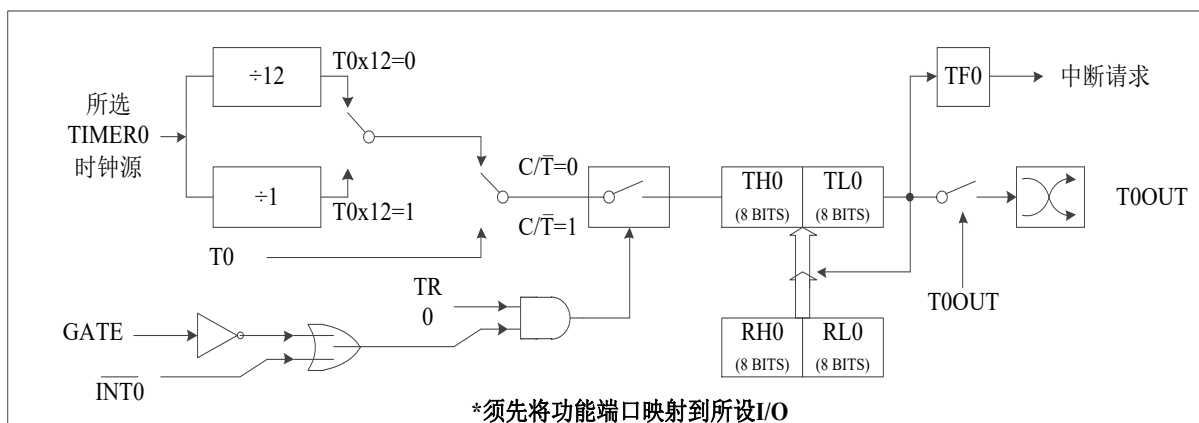 ÷12
T0x12=0
所选
TIMER0
时钟源
÷1
T0x12=1
T0
C/T̅=0
C/T̅=1
TR
0
GATE
I̅N̅T̅0̅
TH0
(8 BITS)
TL0
(8 BITS)
TF0
中断请求
T0OUT
T0OUT
RH0
(8 BITS)
RL0
(8 BITS)
*须先将功能端口映射到所设I/O